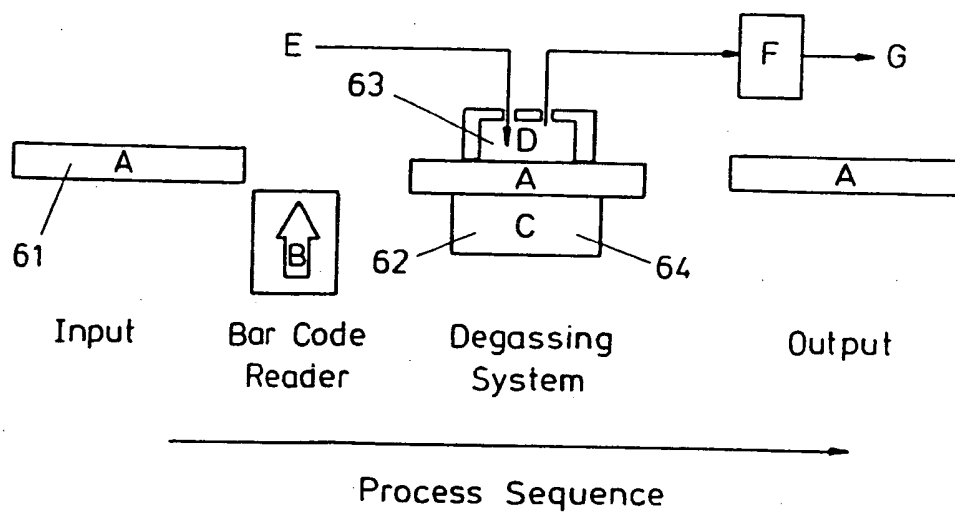 E
F
G
63
D
A
A
A
61
B
62
C
64
Input
Bar Code
Reader
Degassing
System
Output
Process Sequence